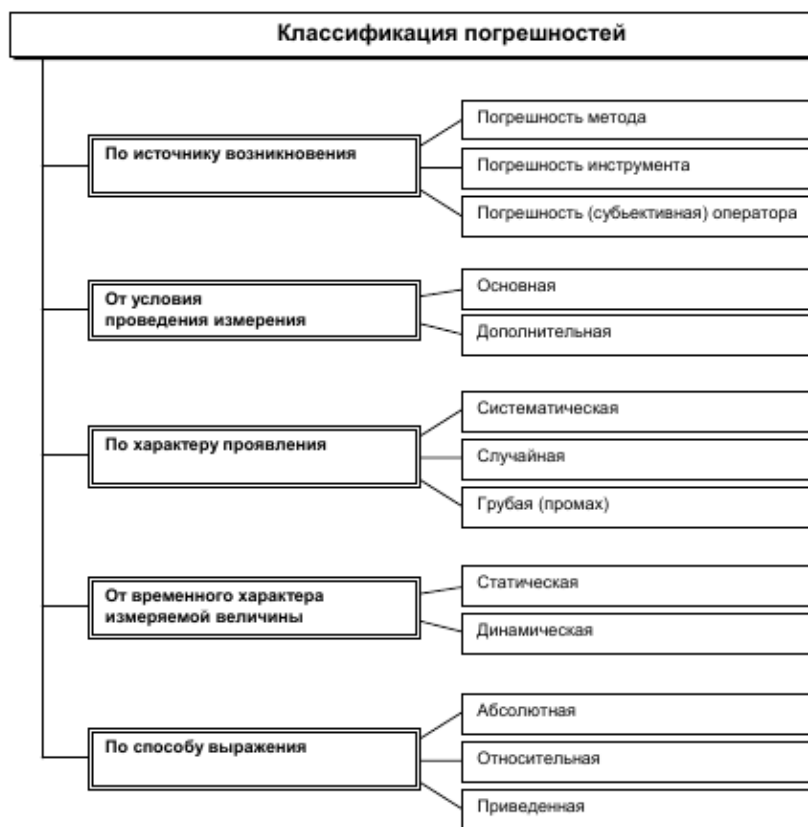 Классификация погрешностей
По источнику возникновения
Погрешность метода
Погрешность инструмента
Погрешность (субьективная) оператора
От условия
проведения измерения
Основная
Дополнительная
По характеру проявления
Систематическая
Случайная
Грубая (промах)
От временного характера
измеряемой величины
Статическая
Динамическая
По способу выражения
Абсолютная
Относительная
Приведенная